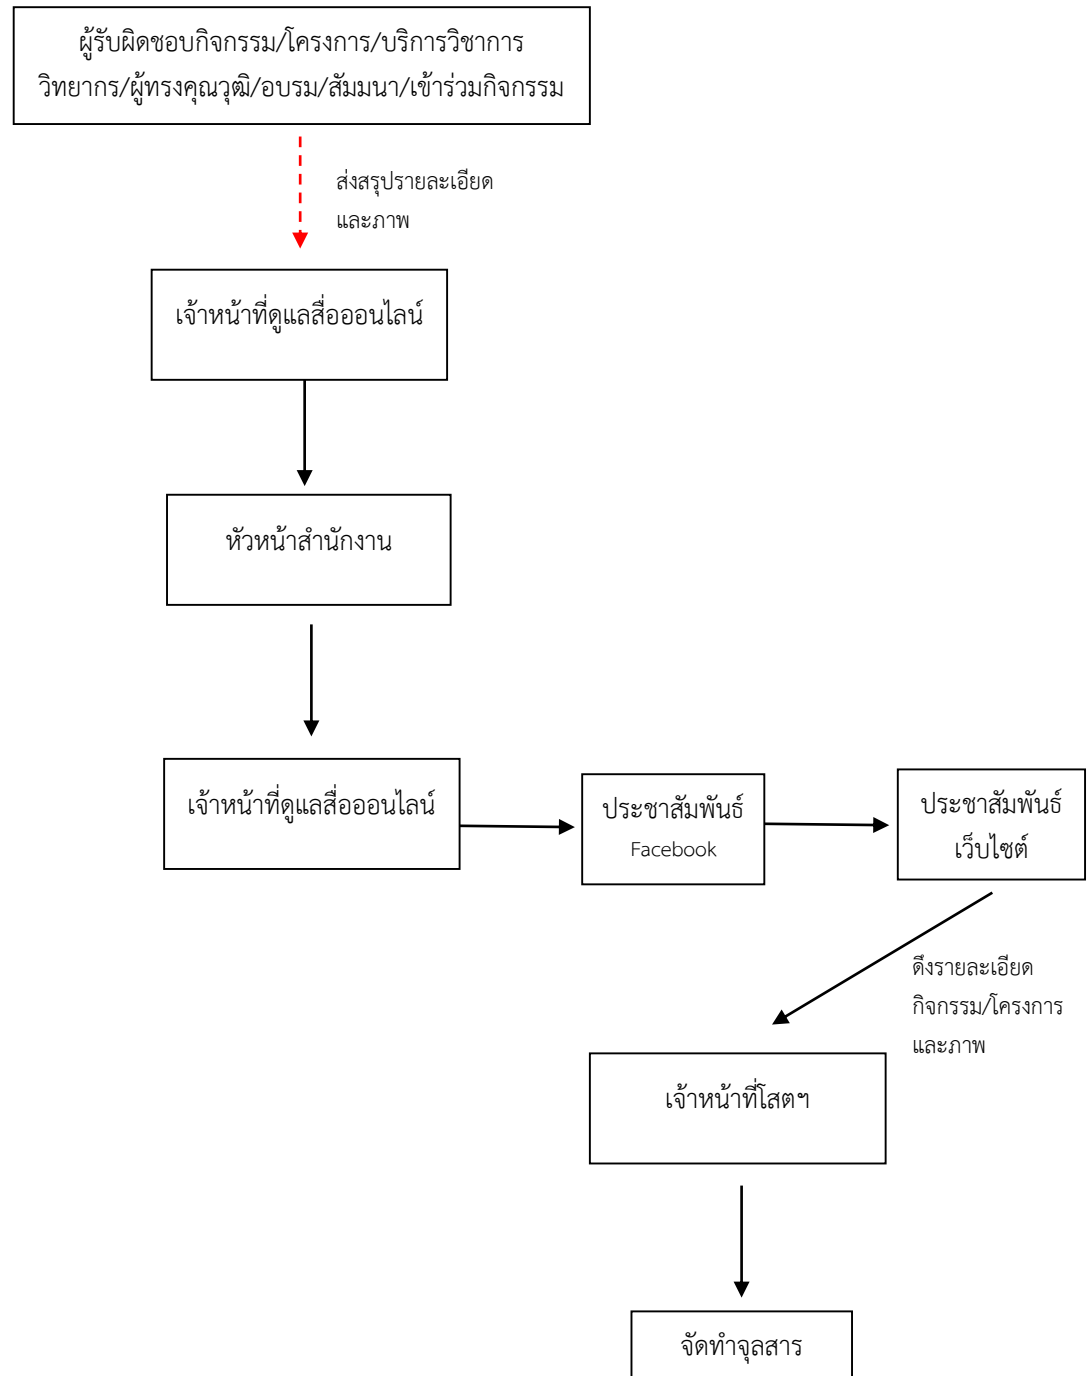 ผู้รับผิดชอบกิจกรรม/โครงการ/บริการวิชาการ
วิทยากร/ผู้ทรงคุณวุฒิ/อบรม/สัมมนา/เข้าร่วมกิจกรรม
ส่งสรุปรายละเอียด
และภาพ
เจ้าหน้าที่ดูแลสื่อออนไลน์
หัวหน้าสำนักงาน
เจ้าหน้าที่ดูแลสื่อออนไลน์
ประชาสัมพันธ์
Facebook
ประชาสัมพันธ์
เว็บไซต์
ดึงรายละเอียด
กิจกรรม/โครงการ
และภาพ
เจ้าหน้าที่โสตฯ
จัดทำจุลสาร